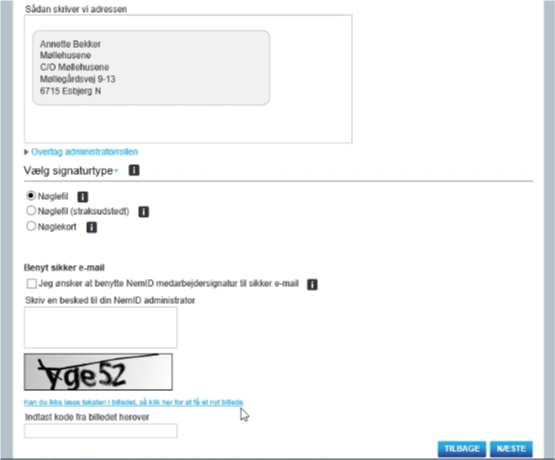 Sådan skriver vi adressen
Annette Bekker
Møllehusene
C/O Møllehusene
Møllegårdsvej 9-13
6715 Esbjerg N
Overtag administratorrollen
Vælg signaturtype*
Nøglefil
Nøglefil (straksudstedt)
Nøglekort
Benyt sikker e-mail
Jeg ønsker at benytte NemID medarbejdersignatur til sikker e-mail
Skriv en besked til din NemID administrator
yge52
Kan du ikke læse teksten i billedet, så klik her for at få et nyt billede
Indtast kode fra billedet herover
TILBAGE NÆSTE